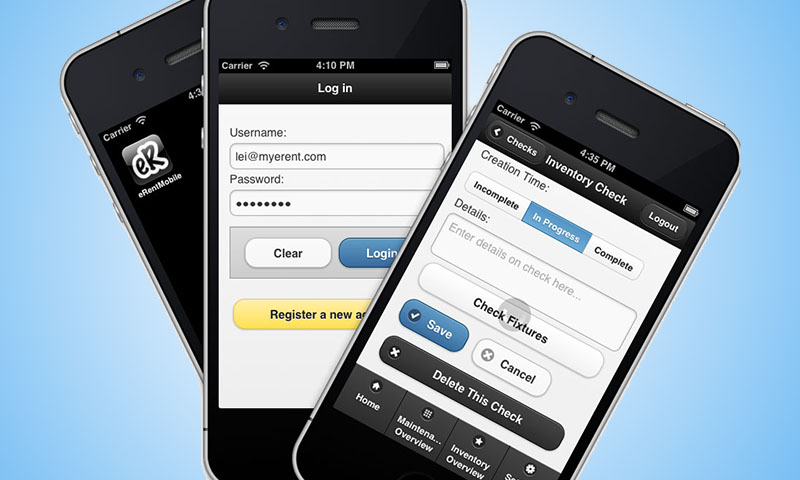 Carrier
4:3
eR
eRentMobile
Carrier
4:10 PM
Log in
Username:
lei@myerent.com
Password:
Clear
Login
Register a new a
Carrier
4:35 PM
Checks
Inventory Check
Logout
Creation Time:
Incomplete
In Progress
Complete
Details:
Enter details on check here...
Check Fixtures
Save
Cancel
Delete This Check
Home
Maintena...
Overview
Inventory
Overview